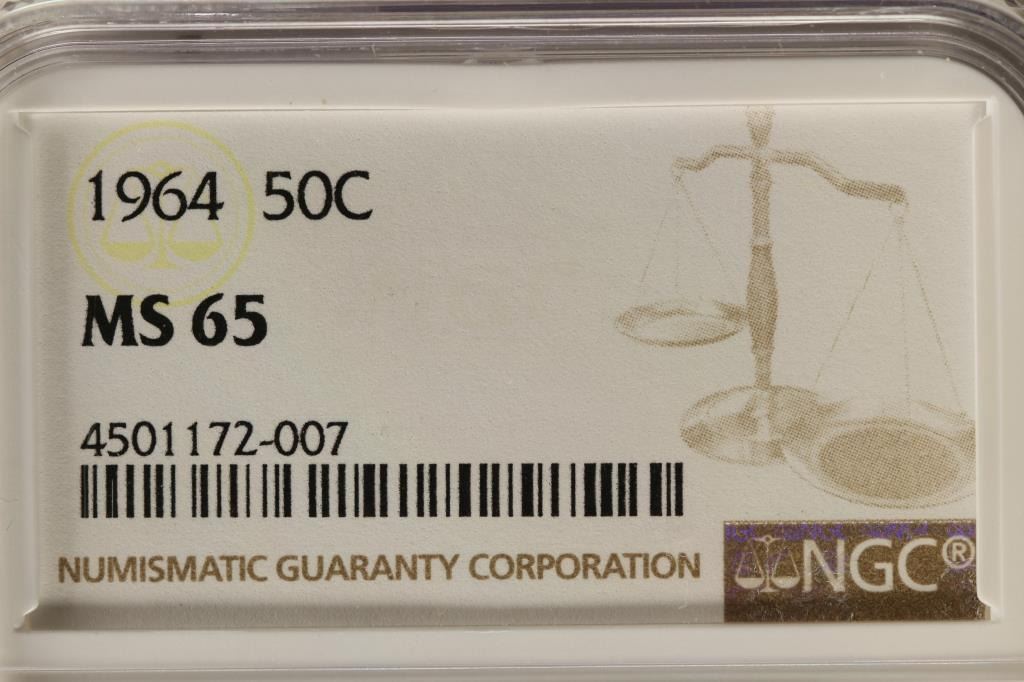 1964 50C
MS 65
4501172-007
NUMISMATIC GUARANTY CORPORATION
NGC®